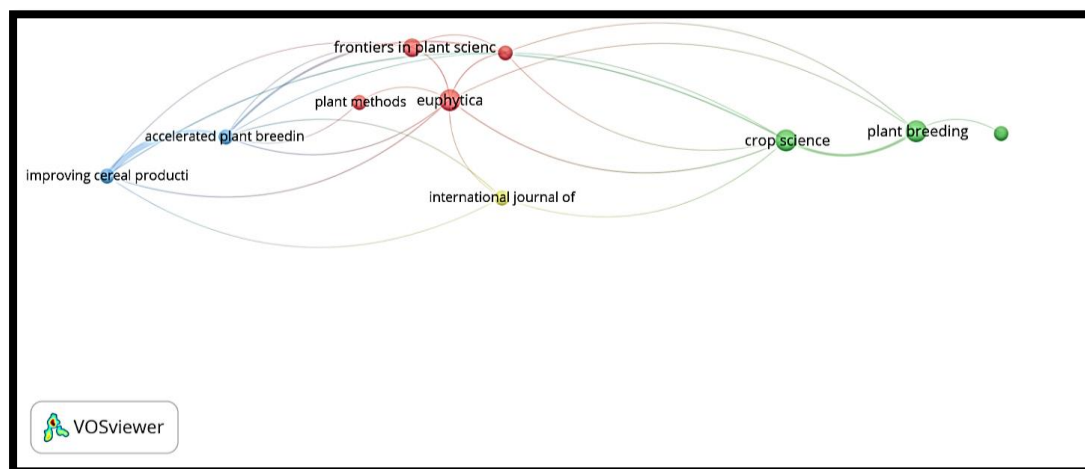 frontiers in plant scienc
plant methods
euphytica
accelerated plant breedin
crop science
plant breeding
improving cereal producti
international journal of
VOSviewer